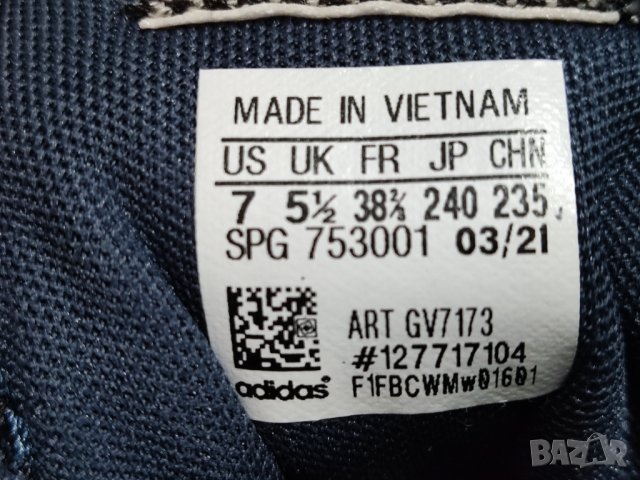 MADE IN VIETNAM
US UK FR JP CHN
7 5½ 38⅔ 240 235
SPG 753001 03/21
ART GV7173
#127717104
adidas® F1FBCWMw01601
BAZAR